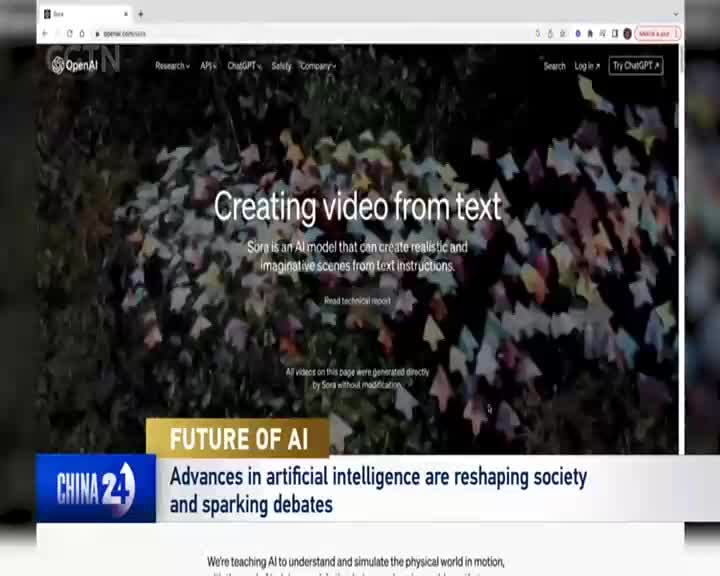 Sora
openai.com/sora
CGTN
OpenAI
Research API ChatGPT Safety Company
Search Log in Try ChatGPT
Creating video from text
Sora is an AI model that can create realistic and
imaginative scenes from text instructions.
Read technical report
All videos on this page were generated directly
by Sora without modification.
FUTURE OF AI
CHINA 24
Advances in artificial intelligence are reshaping society
and sparking debates
We're teaching AI to understand and simulate the physical world in motion,